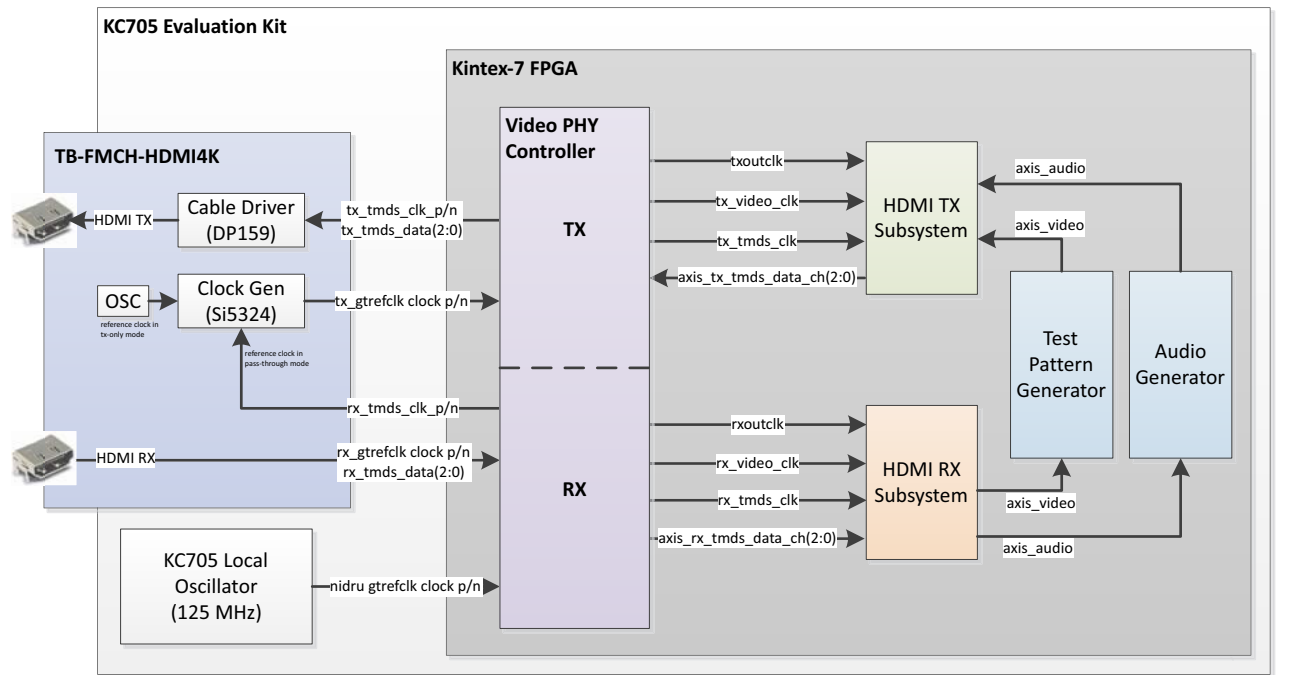 KC705 Evaluation Kit
Kintex-7 FPGA
TB-FMCH-HDMI4K
HDMI TX
Cable Driver
(DP159)
tx_tmds_clk_p/n
tx_tmds_data(2:0)
OSC
reference clock in
tx-only mode
Clock Gen
(Si5324)
tx_gtrefclk clock p/n
reference clock in
pass-through mode
rx_tmds_clk_p/n
HDMI RX
rx_gtrefclk clock p/n
rx_tmds_data(2:0)
KC705 Local
Oscillator
(125 MHz)
nidru gtrefclk clock p/n
Video PHY
Controller
TX
RX
txoutclk
tx_video_clk
tx_tmds_clk
axis_tx_tmds_data_ch(2:0)
HDMI TX
Subsystem
axis_audio
axis_video
Test
Pattern
Generator
Audio
Generator
rxoutclk
rx_video_clk
rx_tmds_clk
axis_rx_tmds_data_ch(2:0)
HDMI RX
Subsystem
axis_video
axis_audio